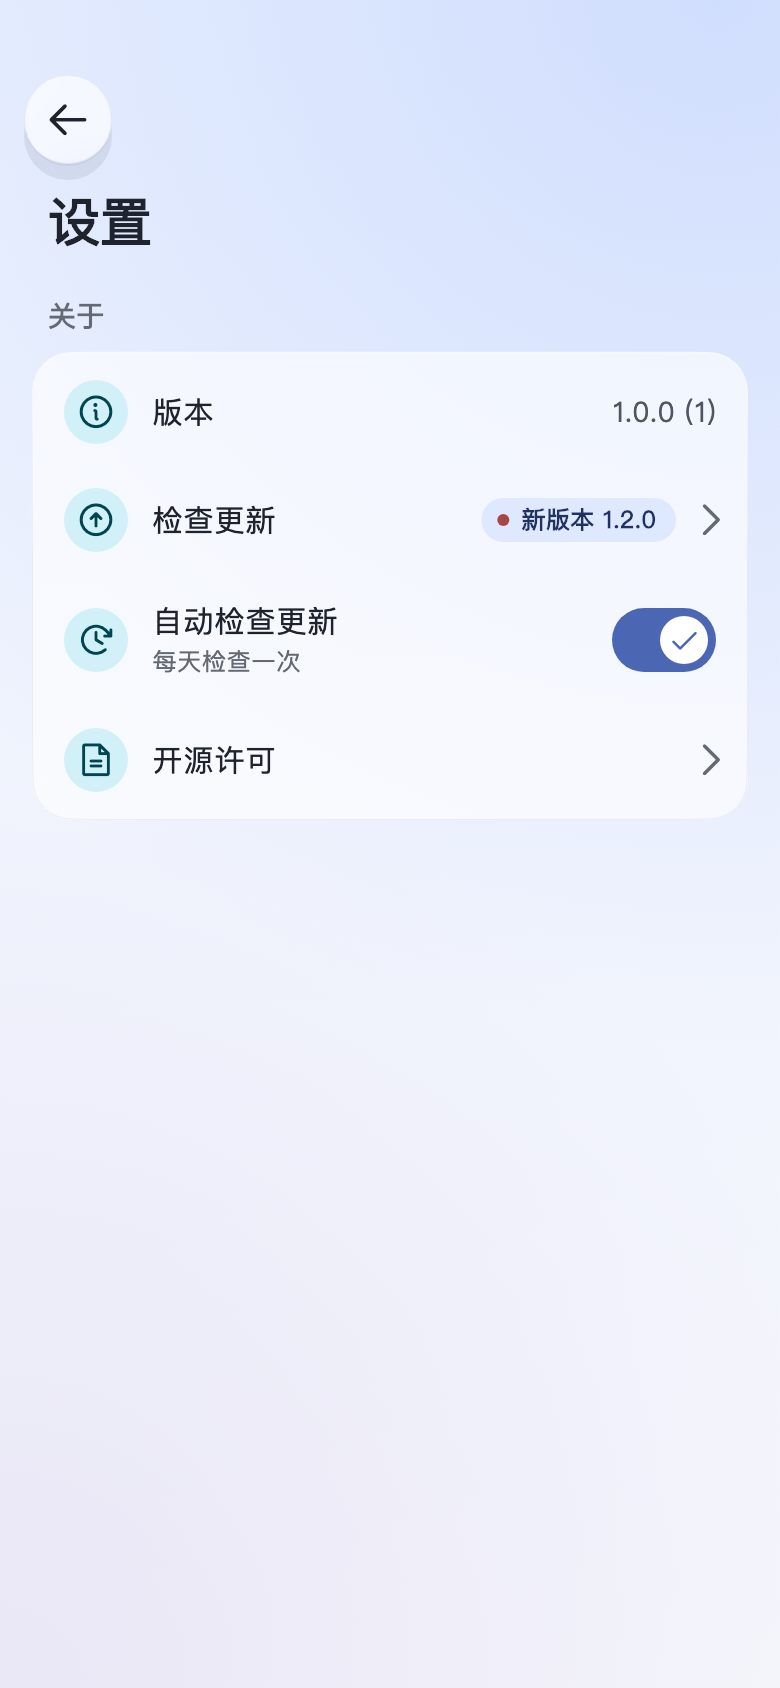 设置
关于
版本 1.0.0 (1)
检查更新 新版本 1.2.0
自动检查更新
每天检查一次
开源许可